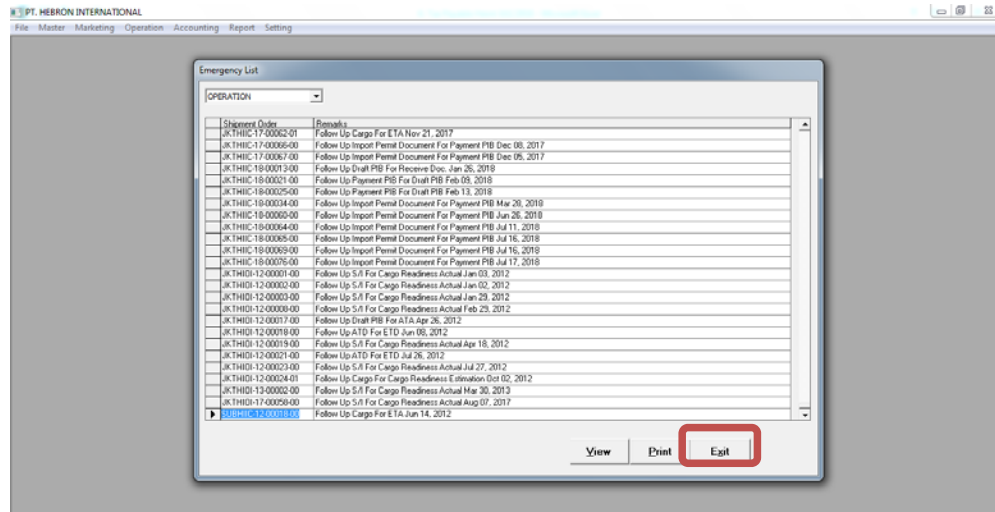 PT. HEBRON INTERNATIONAL
File Master Marketing Operation Accounting Report Setting
Emergency List
OPERATION
Shipment Order Remarks
JKTHIIC-17-00062-01 Follow Up Cargo For ETA Nov 21, 2017
JKTHIIC-17-00066-00 Follow Up Import Permit Document For Payment PIB Dec 08, 2017
JKTHIIC-17-00067-00 Follow Up Import Permit Document For Payment PIB Dec 05, 2017
JKTHIIC-18-00013-00 Follow Up Draft PIB For Receive Doc. Jan 26, 2018
JKTHIIC-18-00021-00 Follow Up Payment PIB For Draft PIB Feb 09, 2018
JKTHIIC-18-00025-00 Follow Up Payment PIB For Draft PIB Feb 13, 2018
JKTHIIC-18-00034-00 Follow Up Import Permit Document For Payment PIB Mar 28, 2018
JKTHIIC-18-00060-00 Follow Up Import Permit Document For Payment PIB Jun 26, 2018
JKTHIIC-18-00064-00 Follow Up Import Permit Document For Payment PIB Jul 11, 2018
JKTHIIC-18-00065-00 Follow Up Import Permit Document For Payment PIB Jul 16, 2018
JKTHIIC-18-00069-00 Follow Up Import Permit Document For Payment PIB Jul 16, 2018
JKTHIIC-18-00076-00 Follow Up Import Permit Document For Payment PIB Jul 17, 2018
JKTHIOI-12-00001-00 Follow Up S/I For Cargo Readiness Actual Jan 03, 2012
JKTHIOI-12-00002-00 Follow Up S/I For Cargo Readiness Actual Jan 02, 2012
JKTHIOI-12-00003-00 Follow Up S/I For Cargo Readiness Actual Jan 29, 2012
JKTHIOI-12-00008-00 Follow Up S/I For Cargo Readiness Actual Feb 29, 2012
JKTHIOI-12-00017-00 Follow Up Draft PIB For ATA Apr 26, 2012
JKTHIOI-12-00018-00 Follow Up ATD For ETD Jun 08, 2012
JKTHIOI-12-00019-00 Follow Up S/I For Cargo Readiness Actual Apr 18, 2012
JKTHIOI-12-00021-00 Follow Up ATD For ETD Jul 26, 2012
JKTHIOI-12-00023-00 Follow Up S/I For Cargo Readiness Actual Jul 27, 2012
JKTHIOI-12-00024-01 Follow Up Cargo For Cargo Readiness Estimation Oct 02, 2012
JKTHIOI-13-00002-00 Follow Up S/I For Cargo Readiness Actual Mar 30, 2013
JKTHIOI-17-00058-00 Follow Up S/I For Cargo Readiness Actual Aug 07, 2017
SUBHIIC-12-00018-00 Follow Up Cargo For ETA Jun 14, 2012
View Print Exit